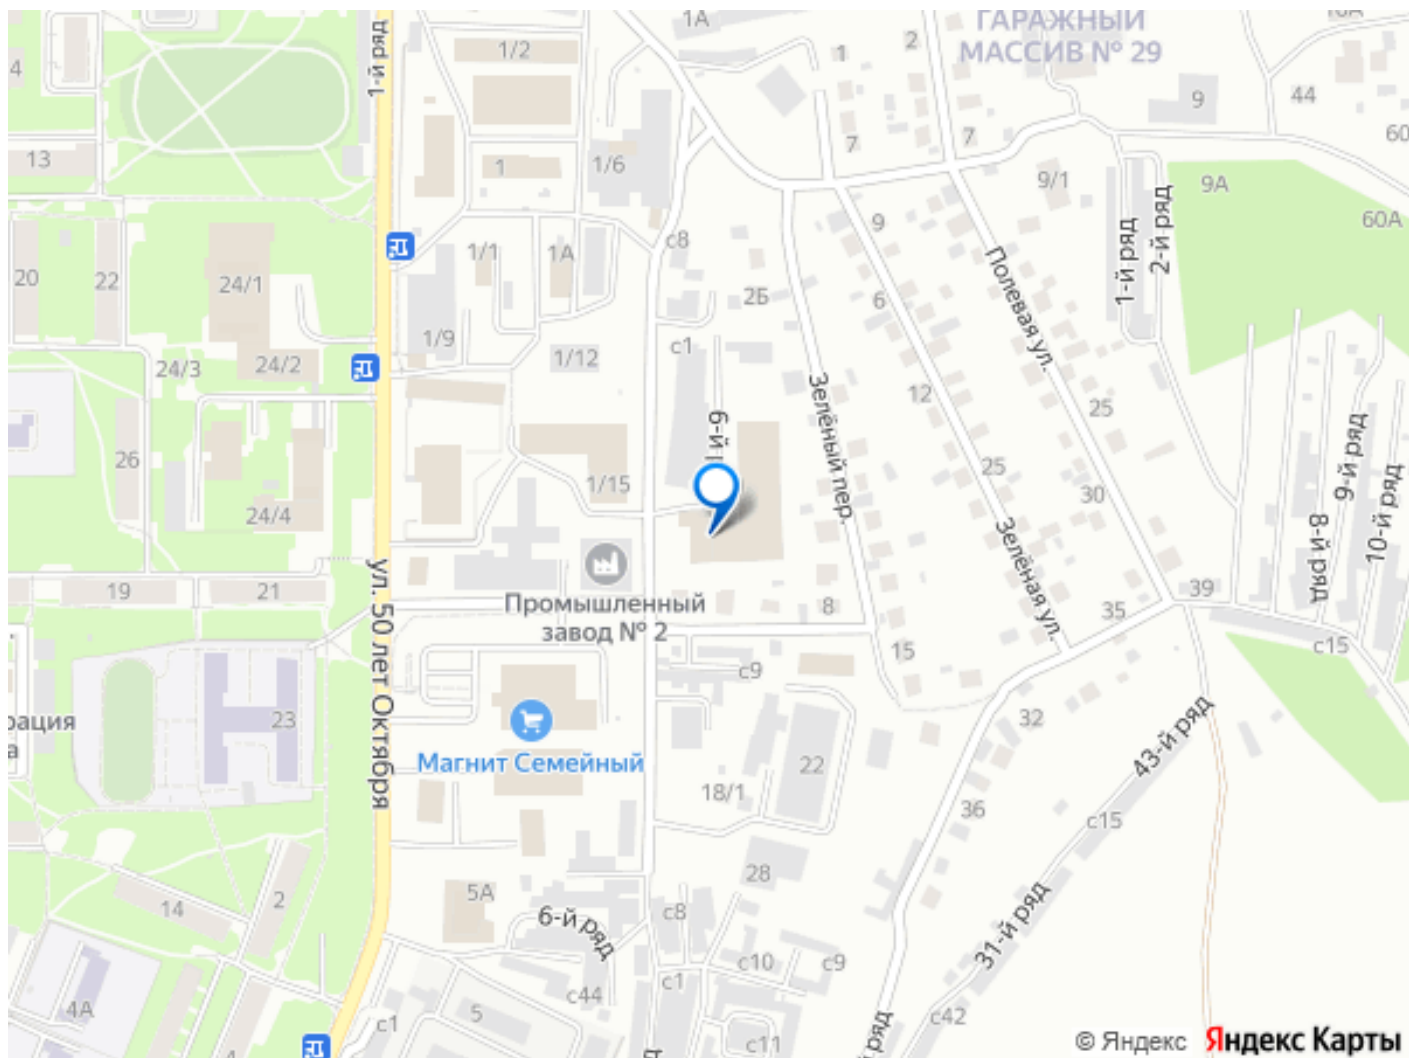 1А
ГАРАЖНЫЙ
МАССИВ № 29
1-й ряд
1/2
1
2
4
9
44
13
1
1/6
7
7
60
9/1
9А
60А
1-й ряд
2-й ряд
9
с8
20
22
24/1
1/1
1А
2Б
6
Полевая ул.
1/9
с1
24/3
24/2
1/12
12
25
Зелёный пер.
6-й
26
25
9-й ряд
1/15
30
10-й ряд
24/4
8-й ряд
Зелёная ул.
19
21
ул. 50 лет Октября
Промышленный
завод № 2
8
35
39
15
с15
с9
23
рация
а
32
43-й ряд
Магнит Семейный
22
18/1
36
с15
28
2
14
5А
6-й ряд
с8
31-й ряд
с10
с9
4А
с44
с1
5
с1
с42
ряд
с11
4
© Яндекс
Яндекс Карты